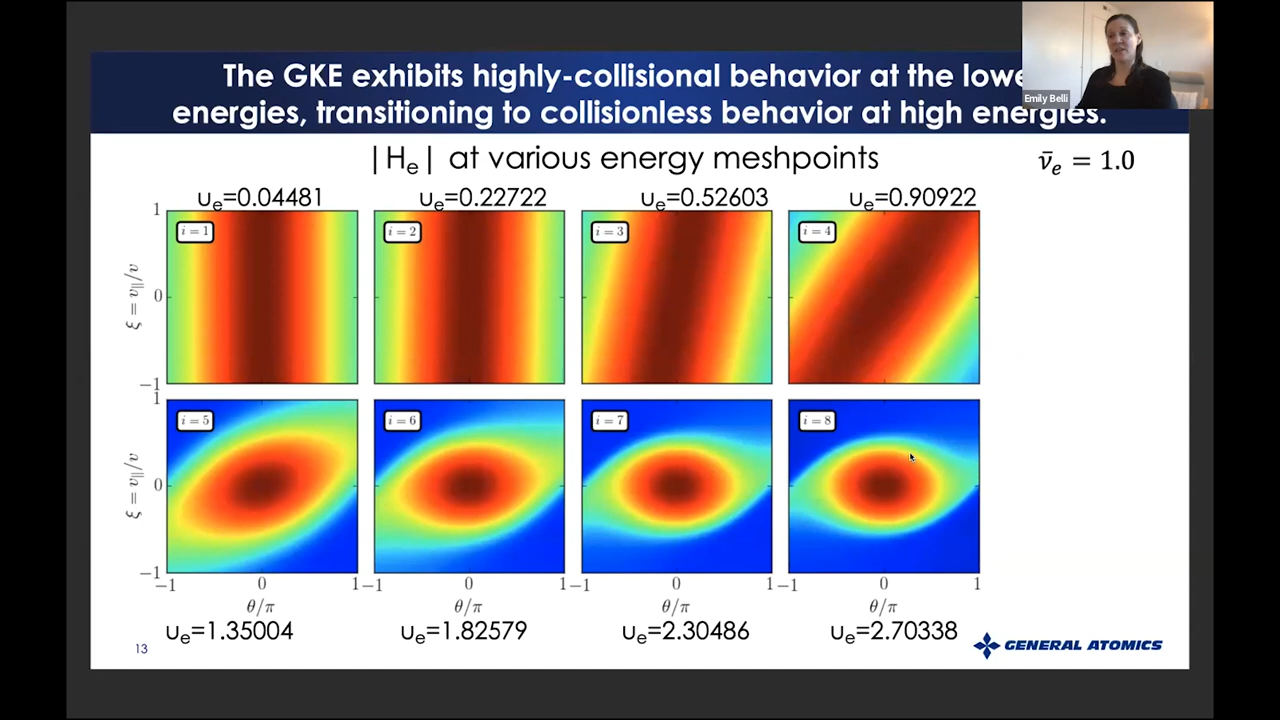 The GKE exhibits highly-collisional behavior at the lowe
energies, transitioning to collisionless behavior at high energies.
Emily Belli
|Hₑ| at various energy meshpoints
ν̄ₑ = 1.0
υₑ=0.04481 υₑ=0.22722 υₑ=0.52603 υₑ=0.90922
1
i = 1 i = 2 i = 3 i = 4
ξ = v∥/v
0
−1
1
i = 5 i = 6 i = 7 i = 8
ξ = v∥/v
0
−1
−1 0 1 −1 0 1 −1 0 1 −1 0 1
θ/π θ/π θ/π θ/π
υₑ=1.35004 υₑ=1.82579 υₑ=2.30486 υₑ=2.70338
13
GENERAL ATOMICS